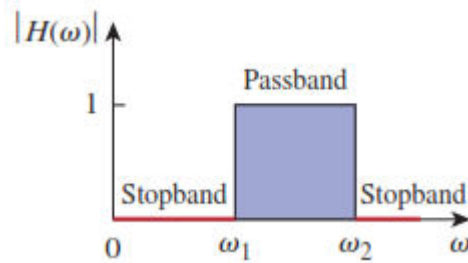 |H(ω)|
Passband
1
Stopband
Stopband
0
ω₁
ω₂
ω